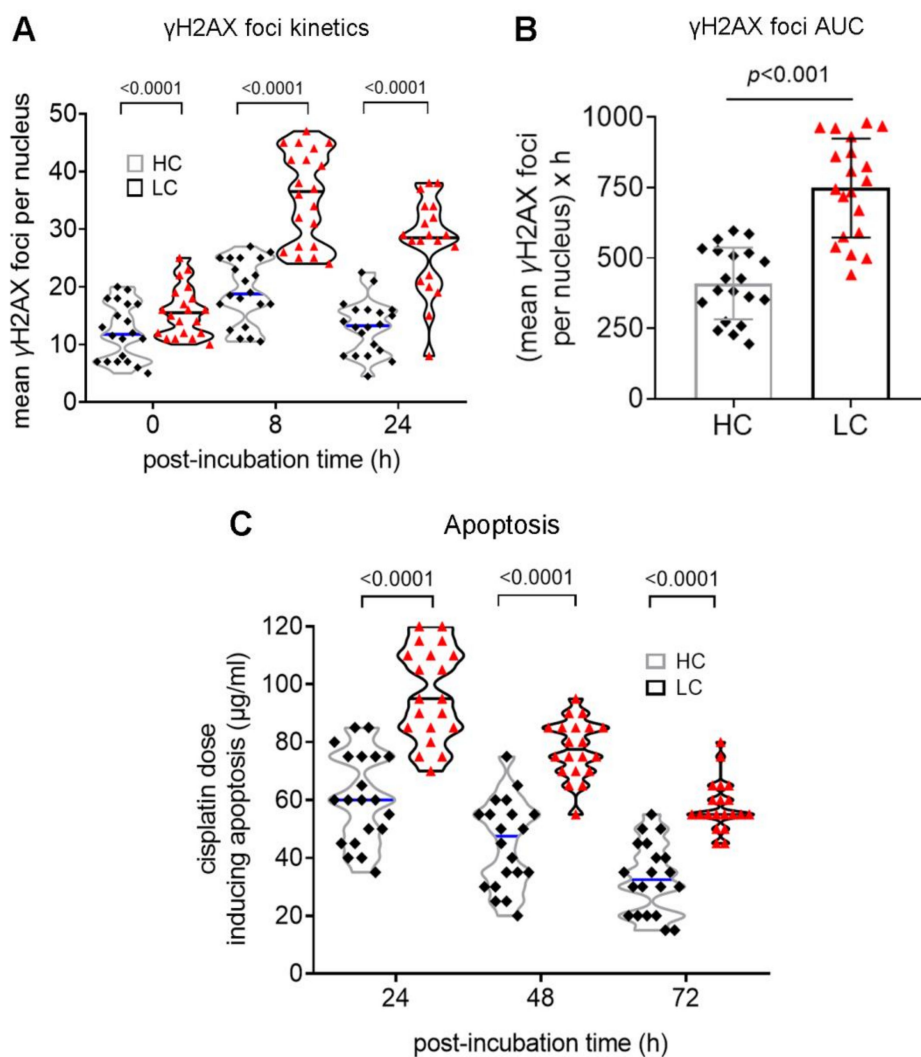 A
γH2AX foci kinetics
<0.0001
<0.0001
<0.0001
mean γH2AX foci per nucleus
50
40
30
20
10
0
HC
LC
0
8
24
post-incubation time (h)
B
γH2AX foci AUC
p<0.001
(mean γH2AX foci
per nucleus) x h
1000
750
500
250
0
HC
LC
C
Apoptosis
<0.0001
<0.0001
<0.0001
cisplatin dose
inducing apoptosis (µg/ml)
120
100
80
60
40
20
0
HC
LC
24
48
72
post-incubation time (h)